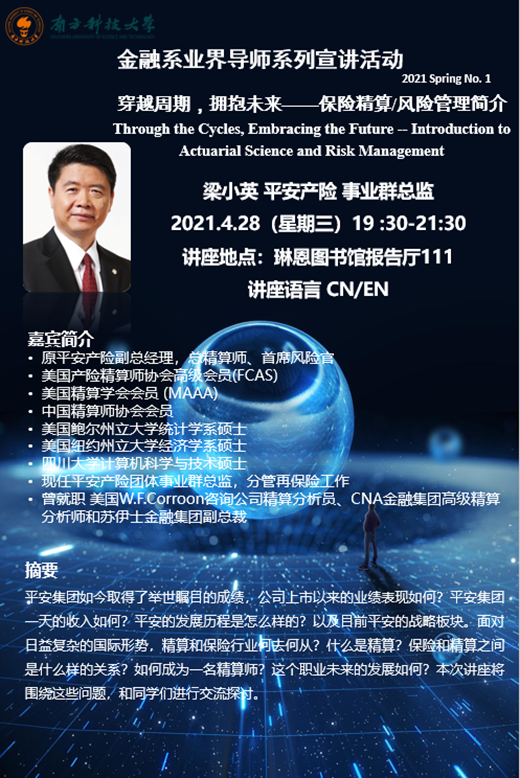 南方科技大学
SOUTHERN UNIVERSITY OF SCIENCE AND TECHNOLOGY
金融系业界导师系列宣讲活动
2021 Spring No. 1
穿越周期，拥抱未来——保险精算/风险管理简介
Through the Cycles, Embracing the Future -- Introduction to
Actuarial Science and Risk Management
梁小英 平安产险 事业群总监
2021.4.28（星期三）19 :30-21:30
讲座地点：琳恩图书馆报告厅111
讲座语言 CN/EN
嘉宾简介
• 原平安产险副总经理，总精算师、首席风险官
• 美国产险精算师协会高级会员(FCAS)
• 美国精算学会会员 (MAAA)
• 中国精算师协会会员
• 美国鲍尔州立大学统计学系硕士
• 美国纽约州立大学经济学系硕士
• 四川大学计算机科学与技术硕士
• 现任平安产险团体事业群总监，分管再保险工作
• 曾就职 美国W.F.Corroon咨询公司精算分析员、CNA金融集团高级精算
分析师和苏伊士金融集团副总裁
摘要
平安集团如今取得了举世瞩目的成绩，公司上市以来的业绩表现如何？平安集团
一天的收入如何？平安的发展历程是怎么样的？以及目前平安的战略板块。面对
日益复杂的国际形势，精算和保险行业何去何从？什么是精算？保险和精算之间
是什么样的关系？如何成为一名精算师？这个职业未来的发展如何？本次讲座将
围绕这些问题，和同学们进行交流探讨。